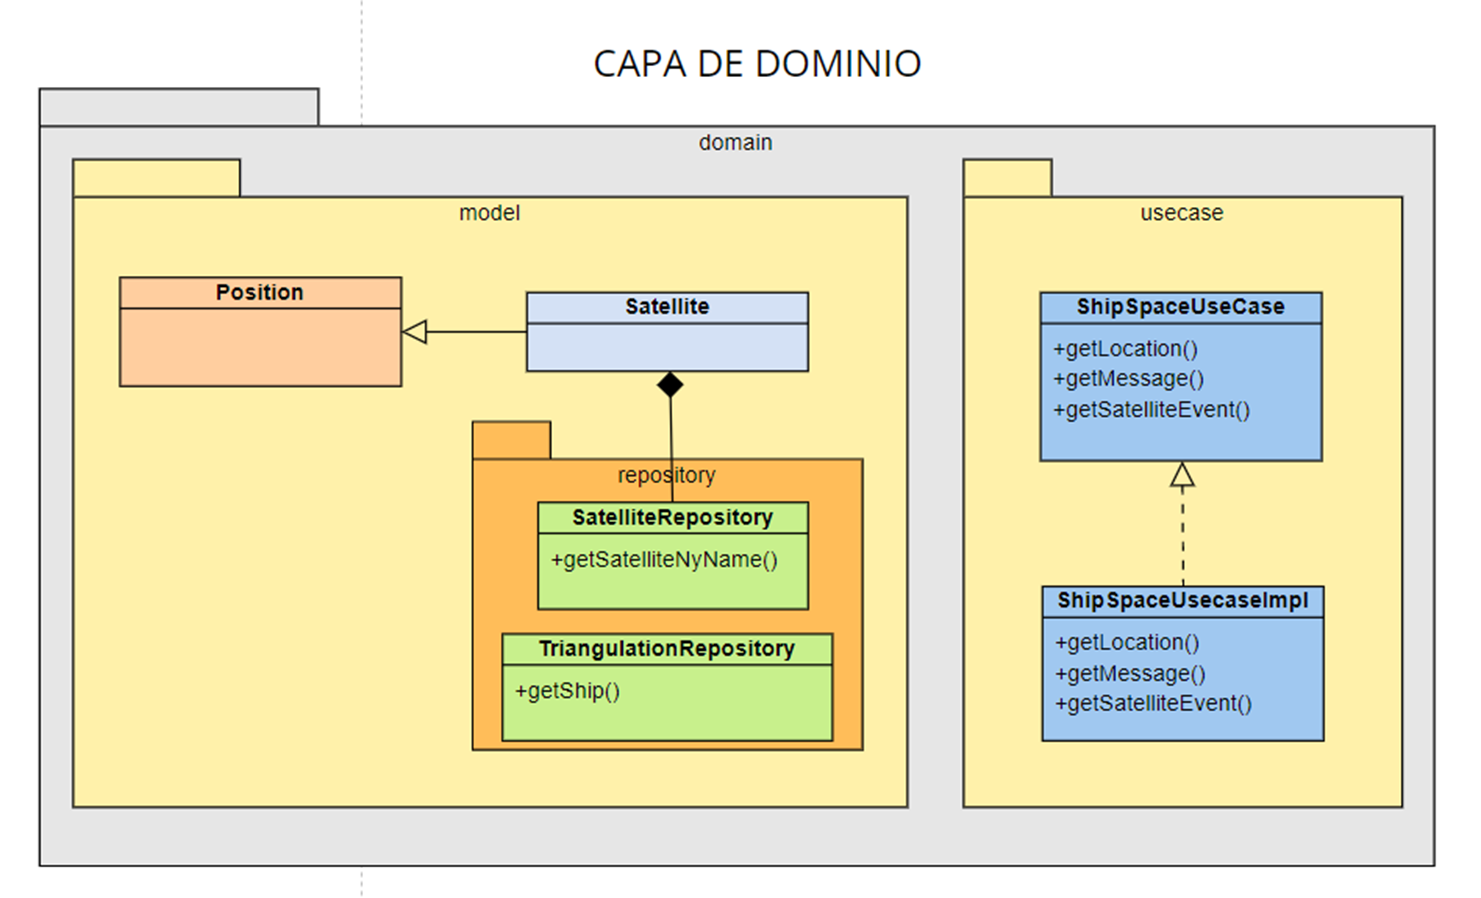 CAPA DE DOMINIO
domain
model
usecase
Position
Satellite
repository
SatelliteRepository
+getSatelliteNyName()
TriangulationRepository
+getShip()
ShipSpaceUseCase
+getLocation()
+getMessage()
+getSatelliteEvent()
ShipSpaceUsecaseImpl
+getLocation()
+getMessage()
+getSatelliteEvent()